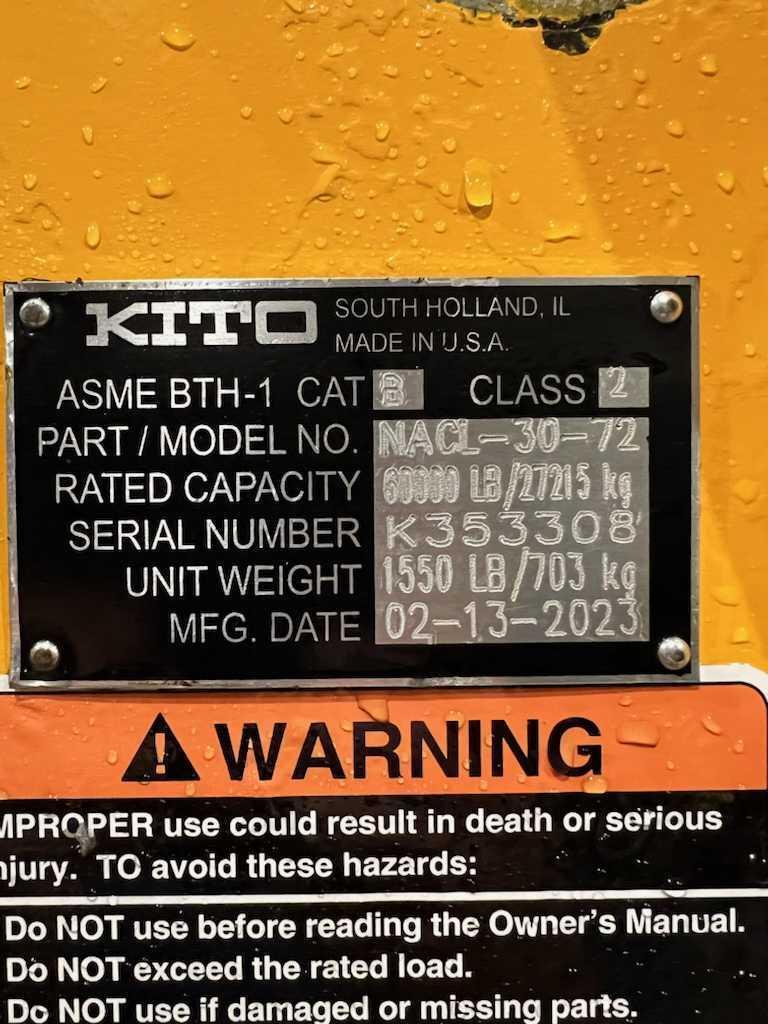 KITO SOUTH HOLLAND, IL
MADE IN U.S.A.
ASME BTH-1 CAT B CLASS 2
PART / MODEL NO. NACL-30-72
RATED CAPACITY 60000 LB/27215 kg
SERIAL NUMBER K353308
UNIT WEIGHT 1550 LB/703 kg
MFG. DATE 02-13-2023
WARNING
MPROPER use could result in death or serious
njury. TO avoid these hazards:
Do NOT use before reading the Owner's Manual.
Do NOT exceed the rated load.
Do NOT use if damaged or missing parts.